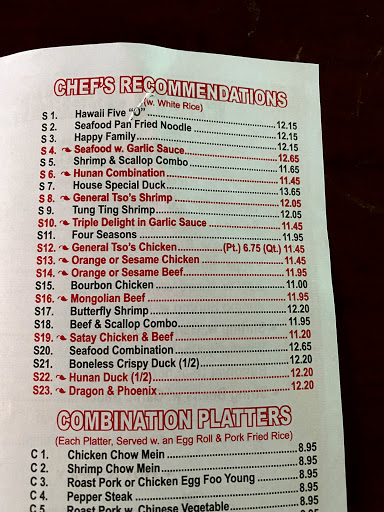 CHEF'S RECOMMENDATIONS
(w. White Rice)
S 1. Hawaii Five "O" 12.15
S 2. Seafood Pan Fried Noodle 12.15
S 3. Happy Family 12.15
S 4. Seafood w. Garlic Sauce 12.65
S 5. Shrimp & Scallop Combo 11.65
S 6. Hunan Combination 11.45
S 7. House Special Duck 13.65
S 8. General Tso's Shrimp 12.05
S 9. Tung Ting Shrimp 12.05
S10. Triple Delight in Garlic Sauce 11.45
S11. Four Seasons 11.95
S12. General Tso's Chicken (Pt.) 6.75 (Qt.) 11.45
S13. Orange or Sesame Chicken 11.45
S14. Orange or Sesame Beef 11.95
S15. Bourbon Chicken 11.00
S16. Mongolian Beef 11.95
S17. Butterfly Shrimp 12.20
S18. Beef & Scallop Combo 11.95
S19. Satay Chicken & Beef 11.20
S20. Seafood Combination 12.65
S21. Boneless Crispy Duck (1/2) 12.20
S22. Hunan Duck (1/2) 12.20
S23. Dragon & Phoenix 12.20
COMBINATION PLATTERS
(Each Platter, Served w. an Egg Roll & Pork Fried Rice)
C 1. Chicken Chow Mein 8.95
C 2. Shrimp Chow Mein 8.95
C 3. Roast Pork or Chicken Egg Foo Young 8.95
C 4. Pepper Steak 8.95
C 5. Roast Pork w. Chinese Vegetable 8.95